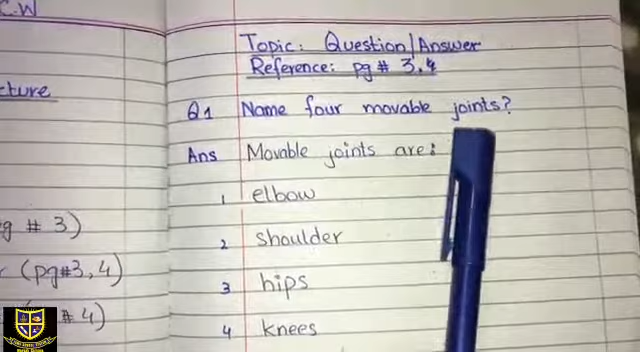 C.W
cture
g # 3)
(pg#3,4)
# 4)
Topic: Question/Answer
Reference: pg # 3,4
Q1 Name four movable joints?
Ans Movable joints are:
1 elbow
2 shoulder
3 hips
4 knees